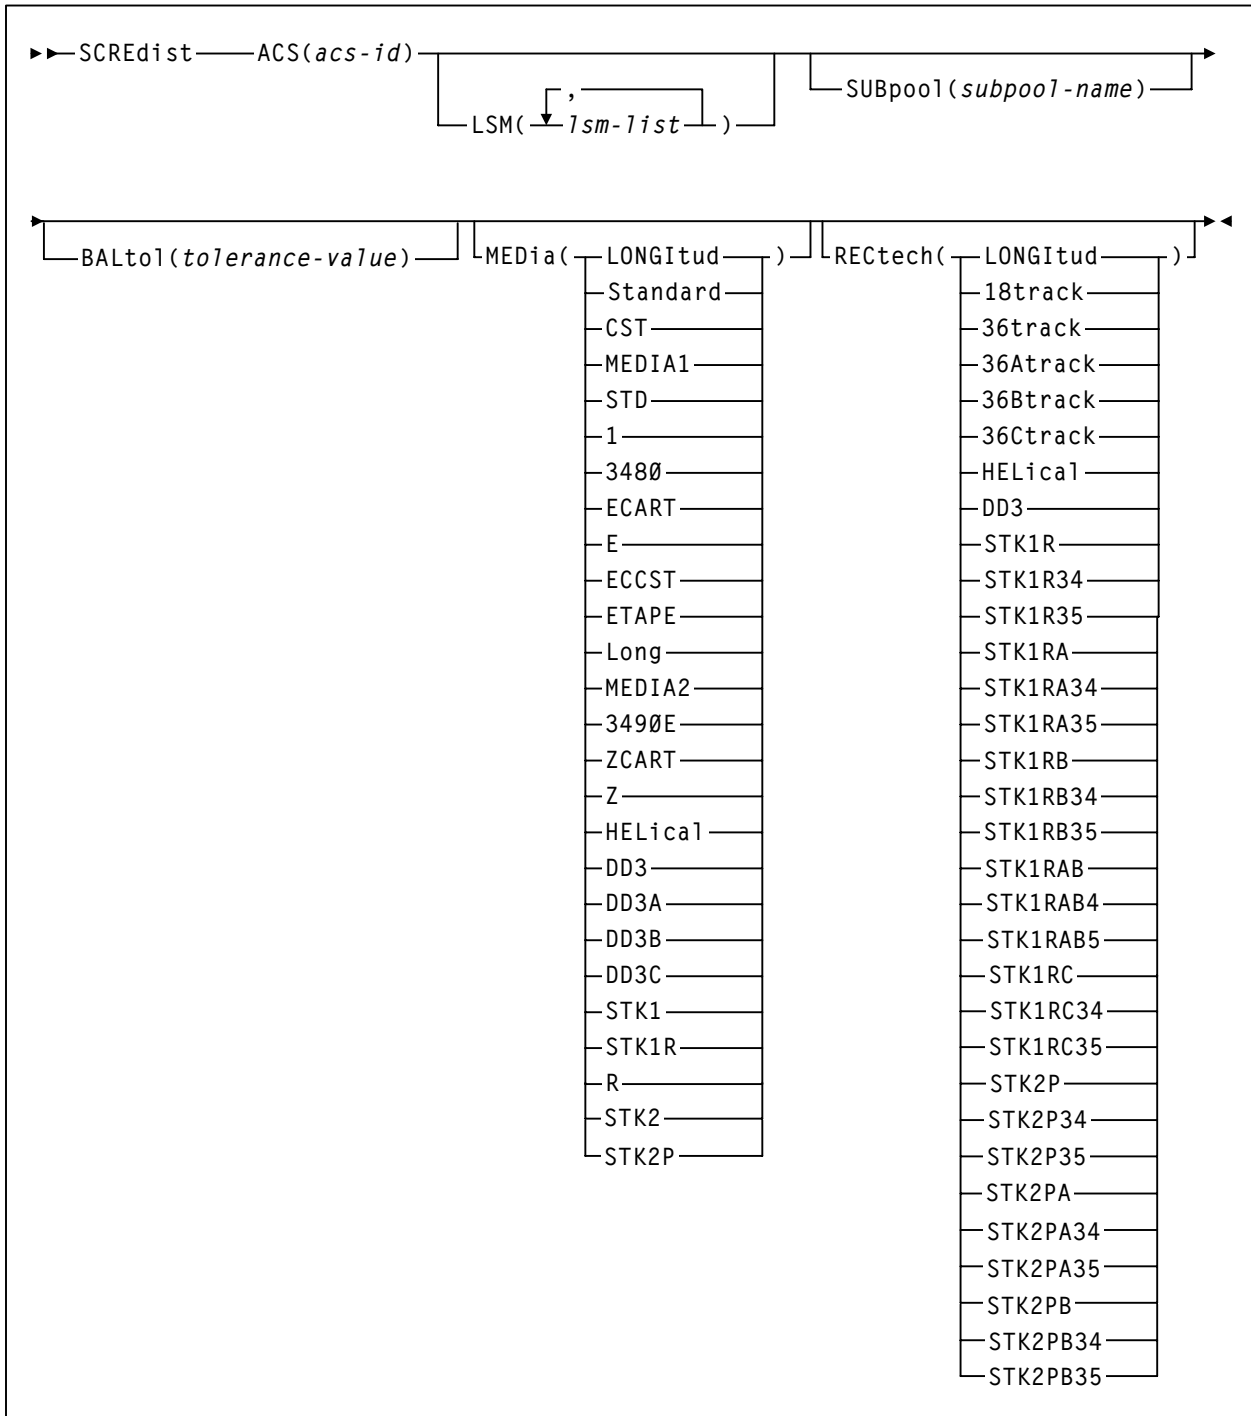 SCREdist ACS(acs-id)
SUBpool(subpool-name)
,
LSM( lsm-list )
BALtol(tolerance-value) MEDia( LONGItud ) RECtech( LONGItud )
Standard 18track
CST 36track
MEDIA1 36Atrack
STD 36Btrack
1 36Ctrack
348Ø HELical
ECART DD3
E STK1R
ECCST STK1R34
ETAPE STK1R35
Long STK1RA
MEDIA2 STK1RA34
349ØE STK1RA35
ZCART STK1RB
Z STK1RB34
HELical STK1RB35
DD3 STK1RAB
DD3A STK1RAB4
DD3B STK1RAB5
DD3C STK1RC
STK1 STK1RC34
STK1R STK1RC35
R STK2P
STK2 STK2P34
STK2P STK2P35
STK2PA
STK2PA34
STK2PA35
STK2PB
STK2PB34
STK2PB35